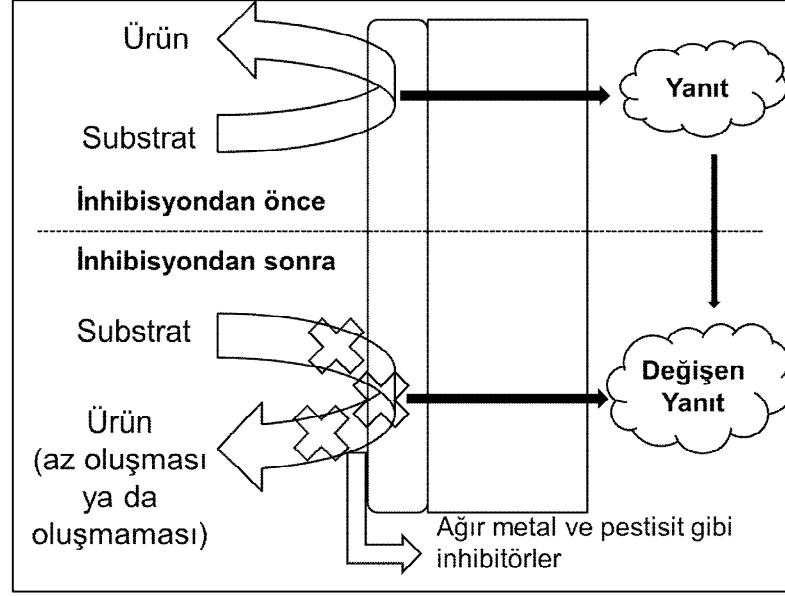 Ürün
Yanıt
Substrat
İnhibisyondan önce
İnhibisyondan sonra
Substrat
Değişen
Yanıt
Ürün
(az oluşması
ya da
oluşmaması)
Ağır metal ve pestisit gibi
inhibitörler